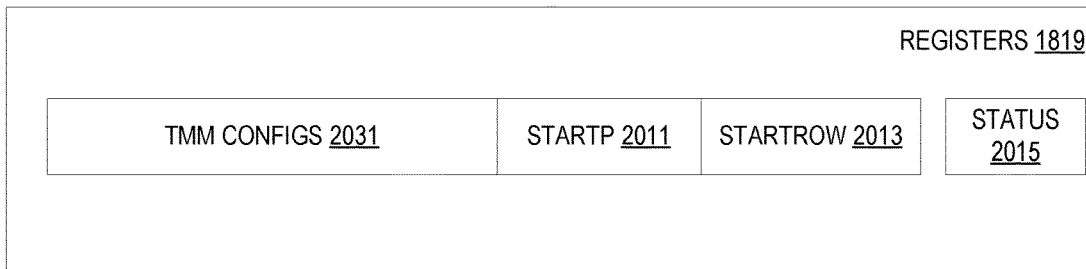 REGISTERS 1819
TMM CONFIGS 2031
STARTP 2011
STARTROW 2013
STATUS
2015